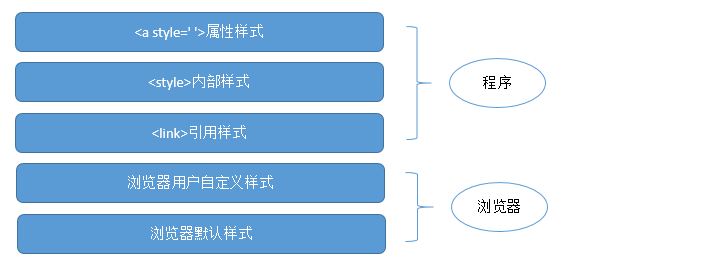 <a style=' '>属性样式
<style>内部样式
<link>引用样式
程序
浏览器用户自定义样式
浏览器默认样式
浏览器